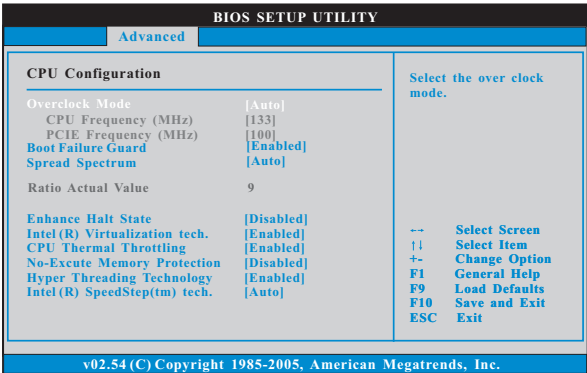 BIOS SETUP UTILITY
Advanced
CPU Configuration
Overclock Mode [Auto]
CPU Frequency (MHz) [133]
PCIE Frequency (MHz) [100]
Boot Failure Guard [Enabled]
Spread Spectrum [Auto]
Ratio Actual Value 9
Enhance Halt State [Disabled]
Intel (R) Virtualization tech. [Enabled]
CPU Thermal Throttling [Enabled]
No-Excute Memory Protection [Disabled]
Hyper Threading Technology [Enabled]
Intel (R) SpeedStep(tm) tech. [Auto]
Select the over clock
mode.
←→ Select Screen
↑↓ Select Item
+- Change Option
F1 General Help
F9 Load Defaults
F10 Save and Exit
ESC Exit
v02.54 (C) Copyright 1985-2005, American Megatrends, Inc.